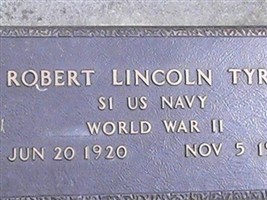 ROBERT LINCOLN TYR
S1 US NAVY
WORLD WAR II
JUN 20 1920 NOV 5 1